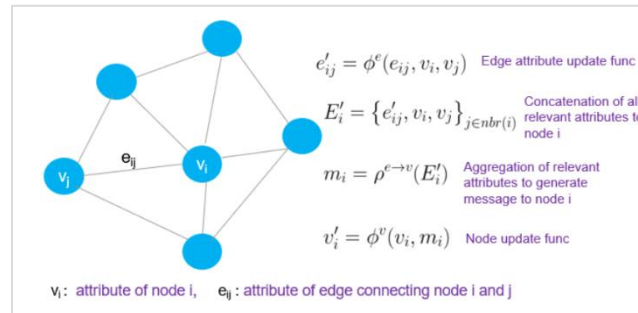 e′ᵢⱼ = ϕᵉ(eᵢⱼ, vᵢ, vⱼ) Edge attribute update func
E′ᵢ = {e′ᵢⱼ, vᵢ, vⱼ}ⱼ∈nbr(i) Concatenation of al
relevant attributes to
node i
eᵢⱼ
vᵢ
vⱼ
mᵢ = ρᵉ→ᵛ(E′ᵢ) Aggregation of relevant
attributes to generate
message to node i
v′ᵢ = ϕᵛ(vᵢ, mᵢ) Node update func
vᵢ : attribute of node i, eᵢⱼ : attribute of edge connecting node i and j